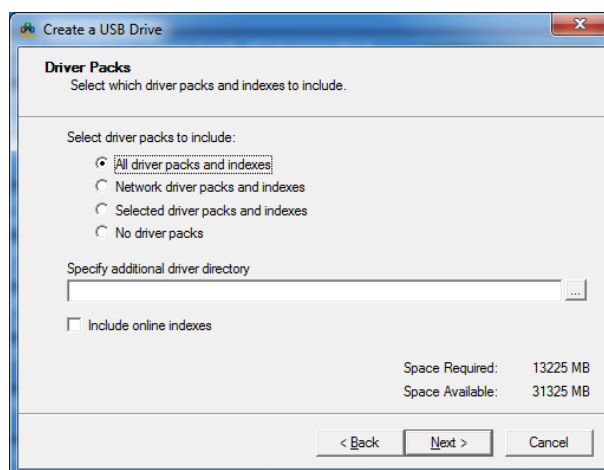 Create a USB Drive
Driver Packs
Select which driver packs and indexes to include.
Select driver packs to include:
All driver packs and indexes
Network driver packs and indexes
Selected driver packs and indexes
No driver packs
Specify additional driver directory
...
Include online indexes
Space Required: 13225 MB
Space Available: 31325 MB
< Back Next > Cancel